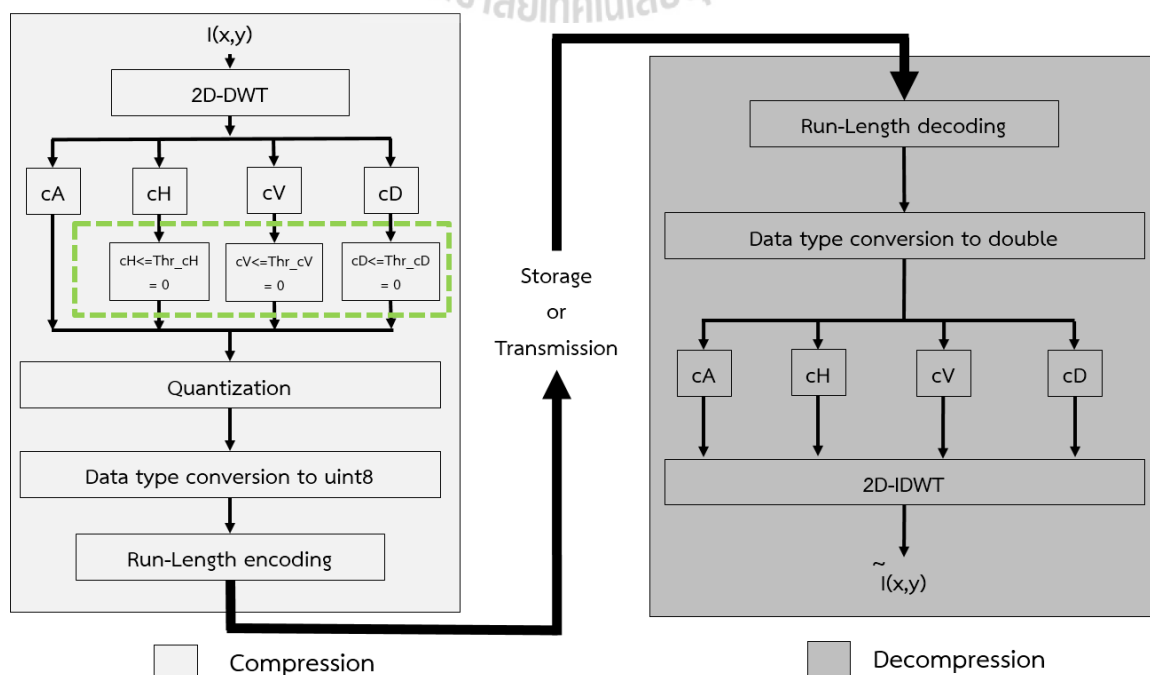 I(x,y)
2D-DWT
cA
cH
cV
cD
cH<=Thr_cH
= 0
cV<=Thr_cV
= 0
cD<=Thr_cD
= 0
Quantization
Data type conversion to uint8
Run-Length encoding
Compression
Storage
or
Transmission
Run-Length decoding
Data type conversion to double
cA
cH
cV
cD
2D-IDWT
Ĩ(x,y)
Decompression